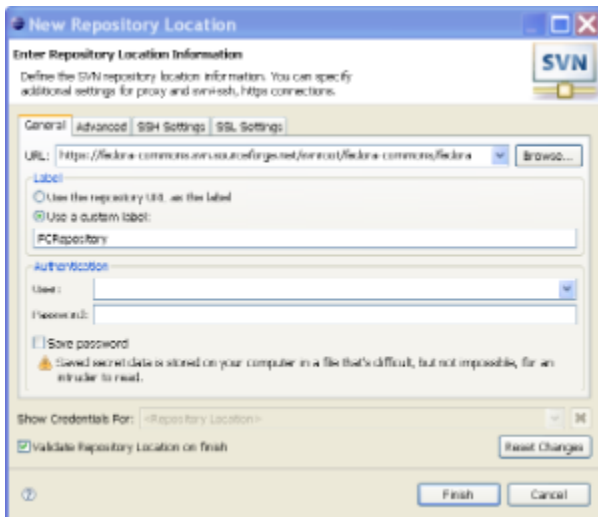 New Repository Location
Enter Repository Location Information
SVN
Define the SVN repository location information. You can specify
additional settings for proxy and svn+ssh, https connections.
General Advanced SSH Settings SSL Settings
URL: https://fedora-commons.svn.sourceforge.net/svnroot/fedora-commons/fedora Browse...
Label
Use the repository URL as the label
Use a custom label:
FCRepository
Authentication
User:
Password:
Save password
Saved secret data is stored on your computer in a file that's difficult, but not impossible, for an
intruder to read.
Show Credentials For: <Repository Location>
Validate Repository Location on finish Reset Changes
? Finish Cancel